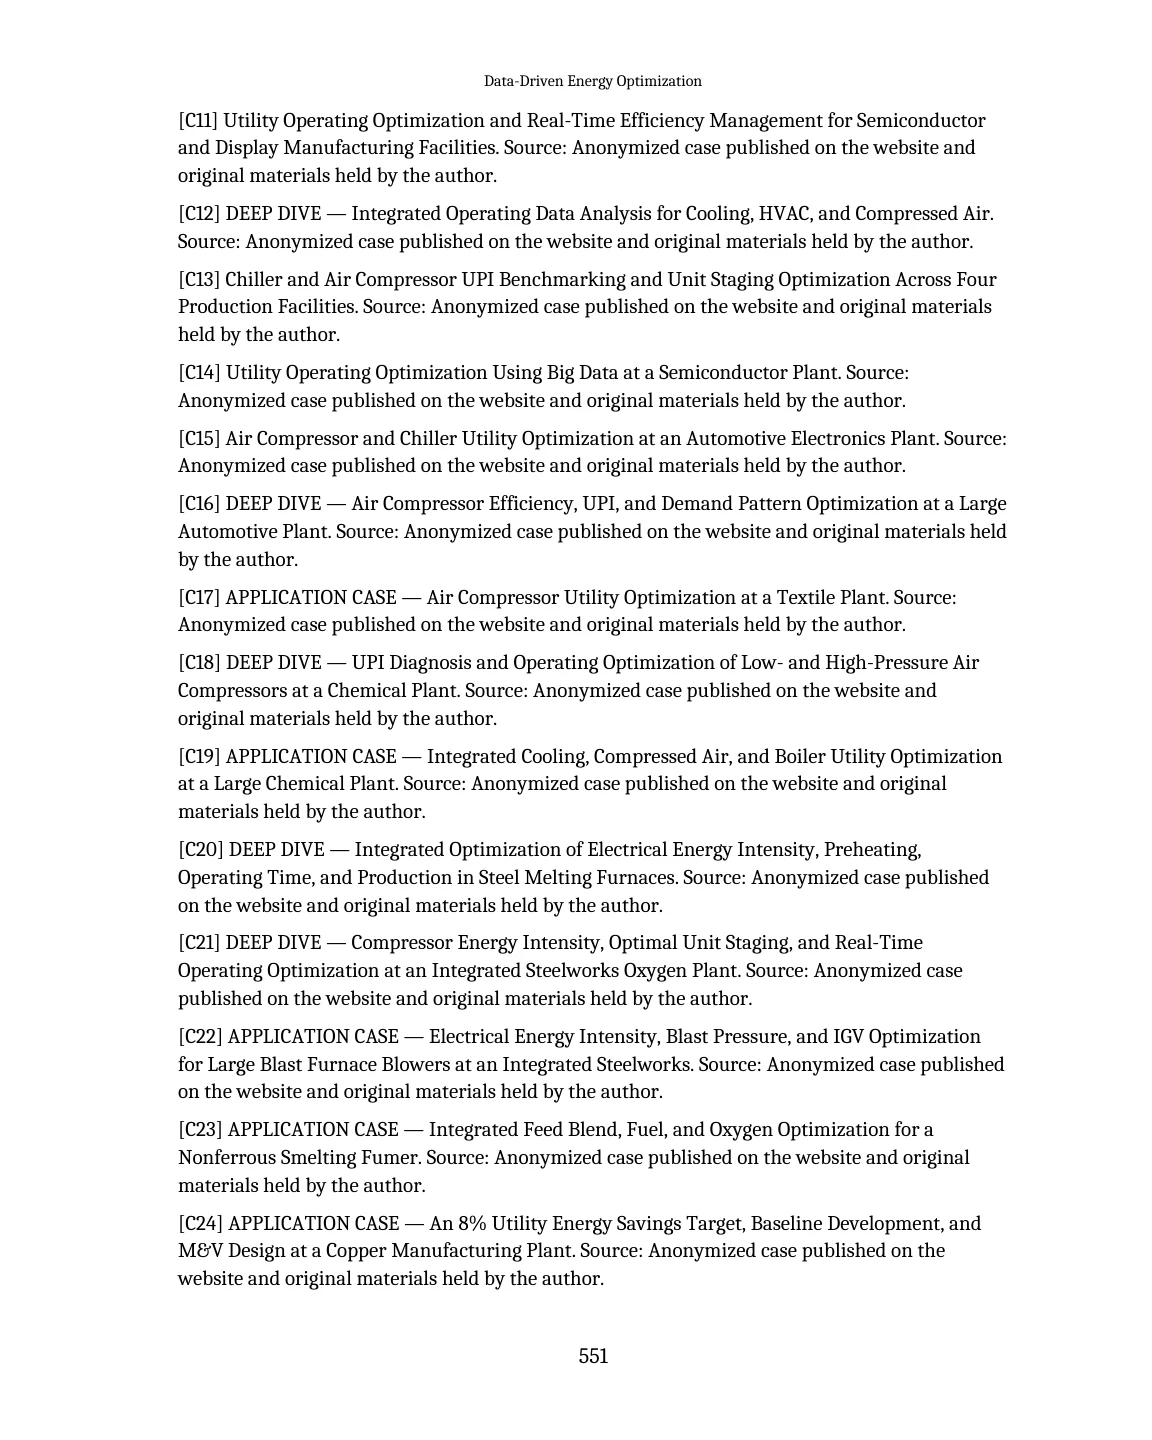 Data-Driven Energy Optimization
[C11] Utility Operating Optimization and Real-Time Efficiency Management for Semiconductor
and Display Manufacturing Facilities. Source: Anonymized case published on the website and
original materials held by the author.
[C12] DEEP DIVE — Integrated Operating Data Analysis for Cooling, HVAC, and Compressed Air.
Source: Anonymized case published on the website and original materials held by the author.
[C13] Chiller and Air Compressor UPI Benchmarking and Unit Staging Optimization Across Four
Production Facilities. Source: Anonymized case published on the website and original materials
held by the author.
[C14] Utility Operating Optimization Using Big Data at a Semiconductor Plant. Source:
Anonymized case published on the website and original materials held by the author.
[C15] Air Compressor and Chiller Utility Optimization at an Automotive Electronics Plant. Source:
Anonymized case published on the website and original materials held by the author.
[C16] DEEP DIVE — Air Compressor Efficiency, UPI, and Demand Pattern Optimization at a Large
Automotive Plant. Source: Anonymized case published on the website and original materials held
by the author.
[C17] APPLICATION CASE — Air Compressor Utility Optimization at a Textile Plant. Source:
Anonymized case published on the website and original materials held by the author.
[C18] DEEP DIVE — UPI Diagnosis and Operating Optimization of Low- and High-Pressure Air
Compressors at a Chemical Plant. Source: Anonymized case published on the website and
original materials held by the author.
[C19] APPLICATION CASE — Integrated Cooling, Compressed Air, and Boiler Utility Optimization
at a Large Chemical Plant. Source: Anonymized case published on the website and original
materials held by the author.
[C20] DEEP DIVE — Integrated Optimization of Electrical Energy Intensity, Preheating,
Operating Time, and Production in Steel Melting Furnaces. Source: Anonymized case published
on the website and original materials held by the author.
[C21] DEEP DIVE — Compressor Energy Intensity, Optimal Unit Staging, and Real-Time
Operating Optimization at an Integrated Steelworks Oxygen Plant. Source: Anonymized case
published on the website and original materials held by the author.
[C22] APPLICATION CASE — Electrical Energy Intensity, Blast Pressure, and IGV Optimization
for Large Blast Furnace Blowers at an Integrated Steelworks. Source: Anonymized case published
on the website and original materials held by the author.
[C23] APPLICATION CASE — Integrated Feed Blend, Fuel, and Oxygen Optimization for a
Nonferrous Smelting Fumer. Source: Anonymized case published on the website and original
materials held by the author.
[C24] APPLICATION CASE — An 8% Utility Energy Savings Target, Baseline Development, and
M&V Design at a Copper Manufacturing Plant. Source: Anonymized case published on the
website and original materials held by the author.
551